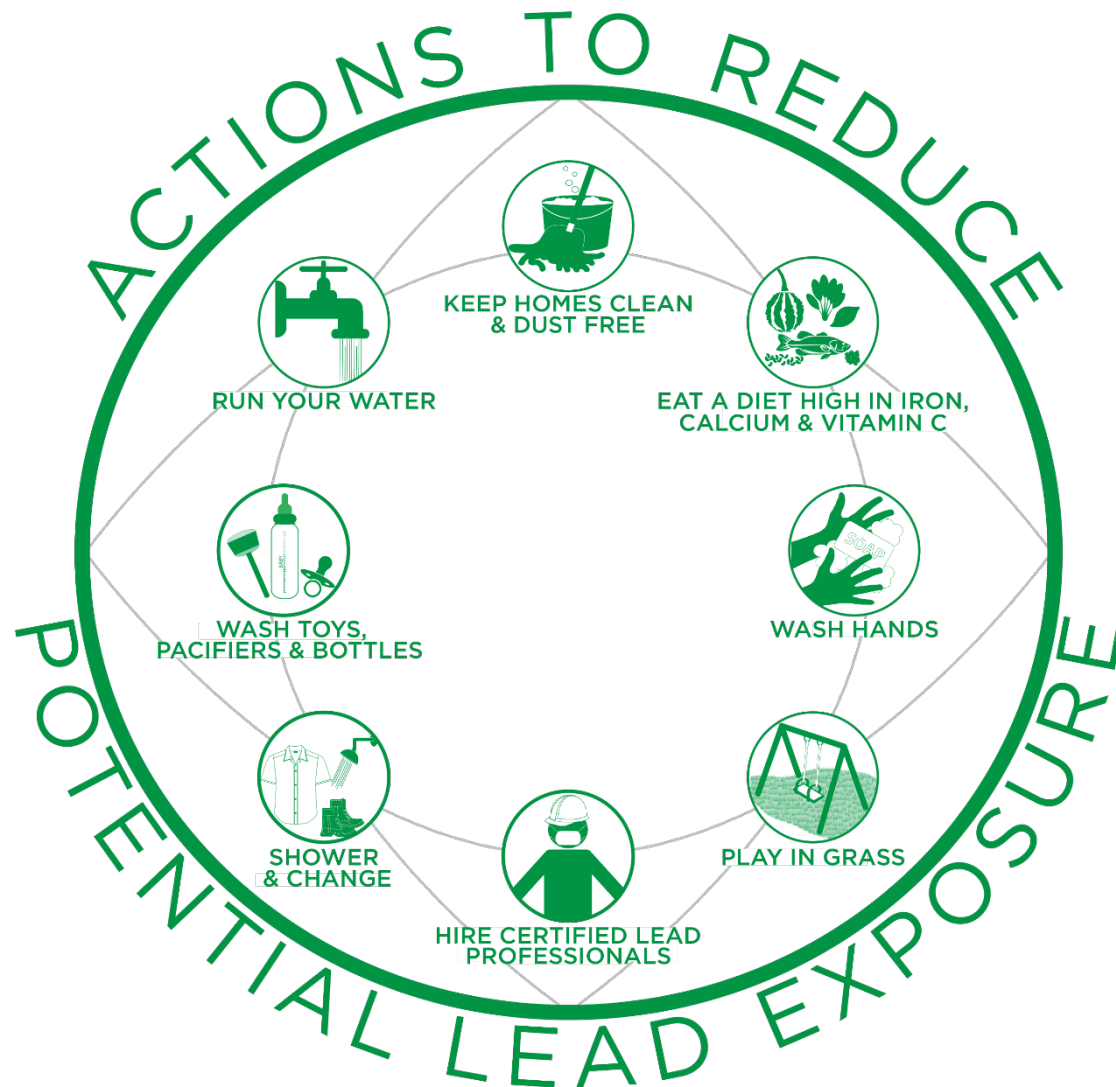 ACTIONS TO REDUCE
POTENTIAL LEAD EXPOSURE
KEEP HOMES CLEAN
& DUST FREE
EAT A DIET HIGH IN IRON,
CALCIUM & VITAMIN C
SOAP
WASH HANDS
PLAY IN GRASS
HIRE CERTIFIED LEAD
PROFESSIONALS
SHOWER
& CHANGE
BABY
WASH TOYS,
PACIFIERS & BOTTLES
RUN YOUR WATER